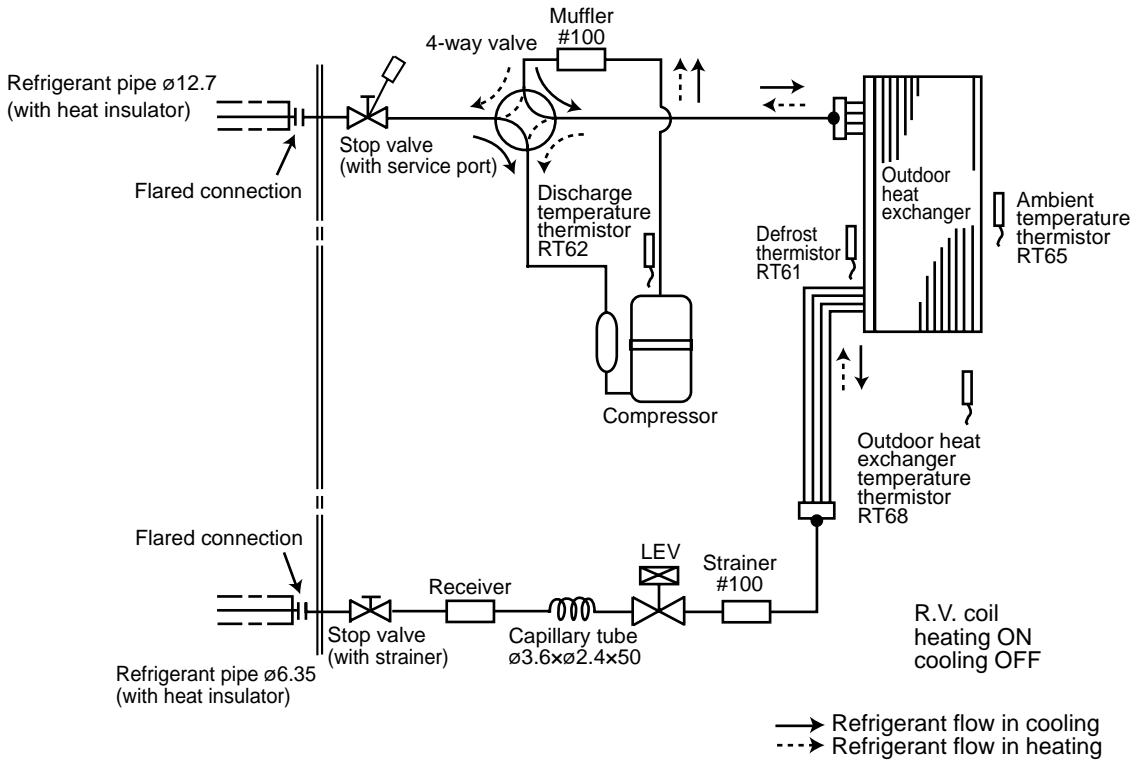 Muffler
#100
4-way valve
Refrigerant pipe ø12.7
(with heat insulator)
Stop valve
(with service port)
Flared connection
Discharge
temperature
thermistor
RT62
Outdoor
heat
exchanger
Ambient
temperature
thermistor
RT65
Defrost
thermistor
RT61
Compressor
Outdoor heat
exchanger
temperature
thermistor
RT68
Flared connection
LEV
Strainer
#100
Receiver
Stop valve
(with strainer)
Capillary tube
ø3.6×ø2.4×50
Refrigerant pipe ø6.35
(with heat insulator)
R.V. coil
heating ON
cooling OFF
Refrigerant flow in cooling
Refrigerant flow in heating